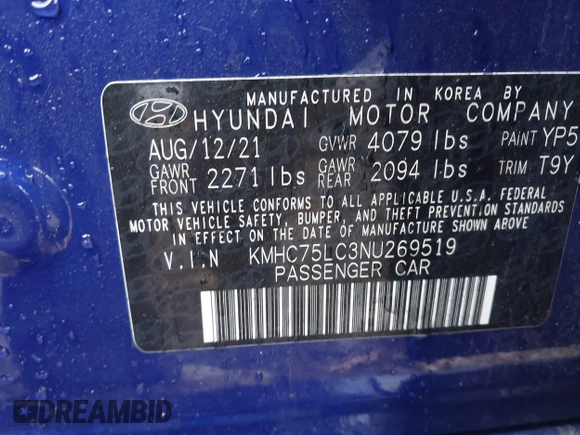 MANUFACTURED IN KOREA BY
HYUNDAI MOTOR COMPANY
AUG/12/21 GVWR 4079 lbs PAINT YP5
GAWR FRONT 2271 lbs GAWR REAR 2094 lbs TRIM T9Y
THIS VEHICLE CONFORMS TO ALL APPLICABLE U.S.A. FEDERAL
MOTOR VEHICLE SAFETY, BUMPER, AND THEFT PREVENTION STANDARDS
IN EFFECT ON THE DATE OF MANUFACTURE SHOWN ABOVE.
V.I.N KMHC75LC3NU269519
PASSENGER CAR
DREAMBID